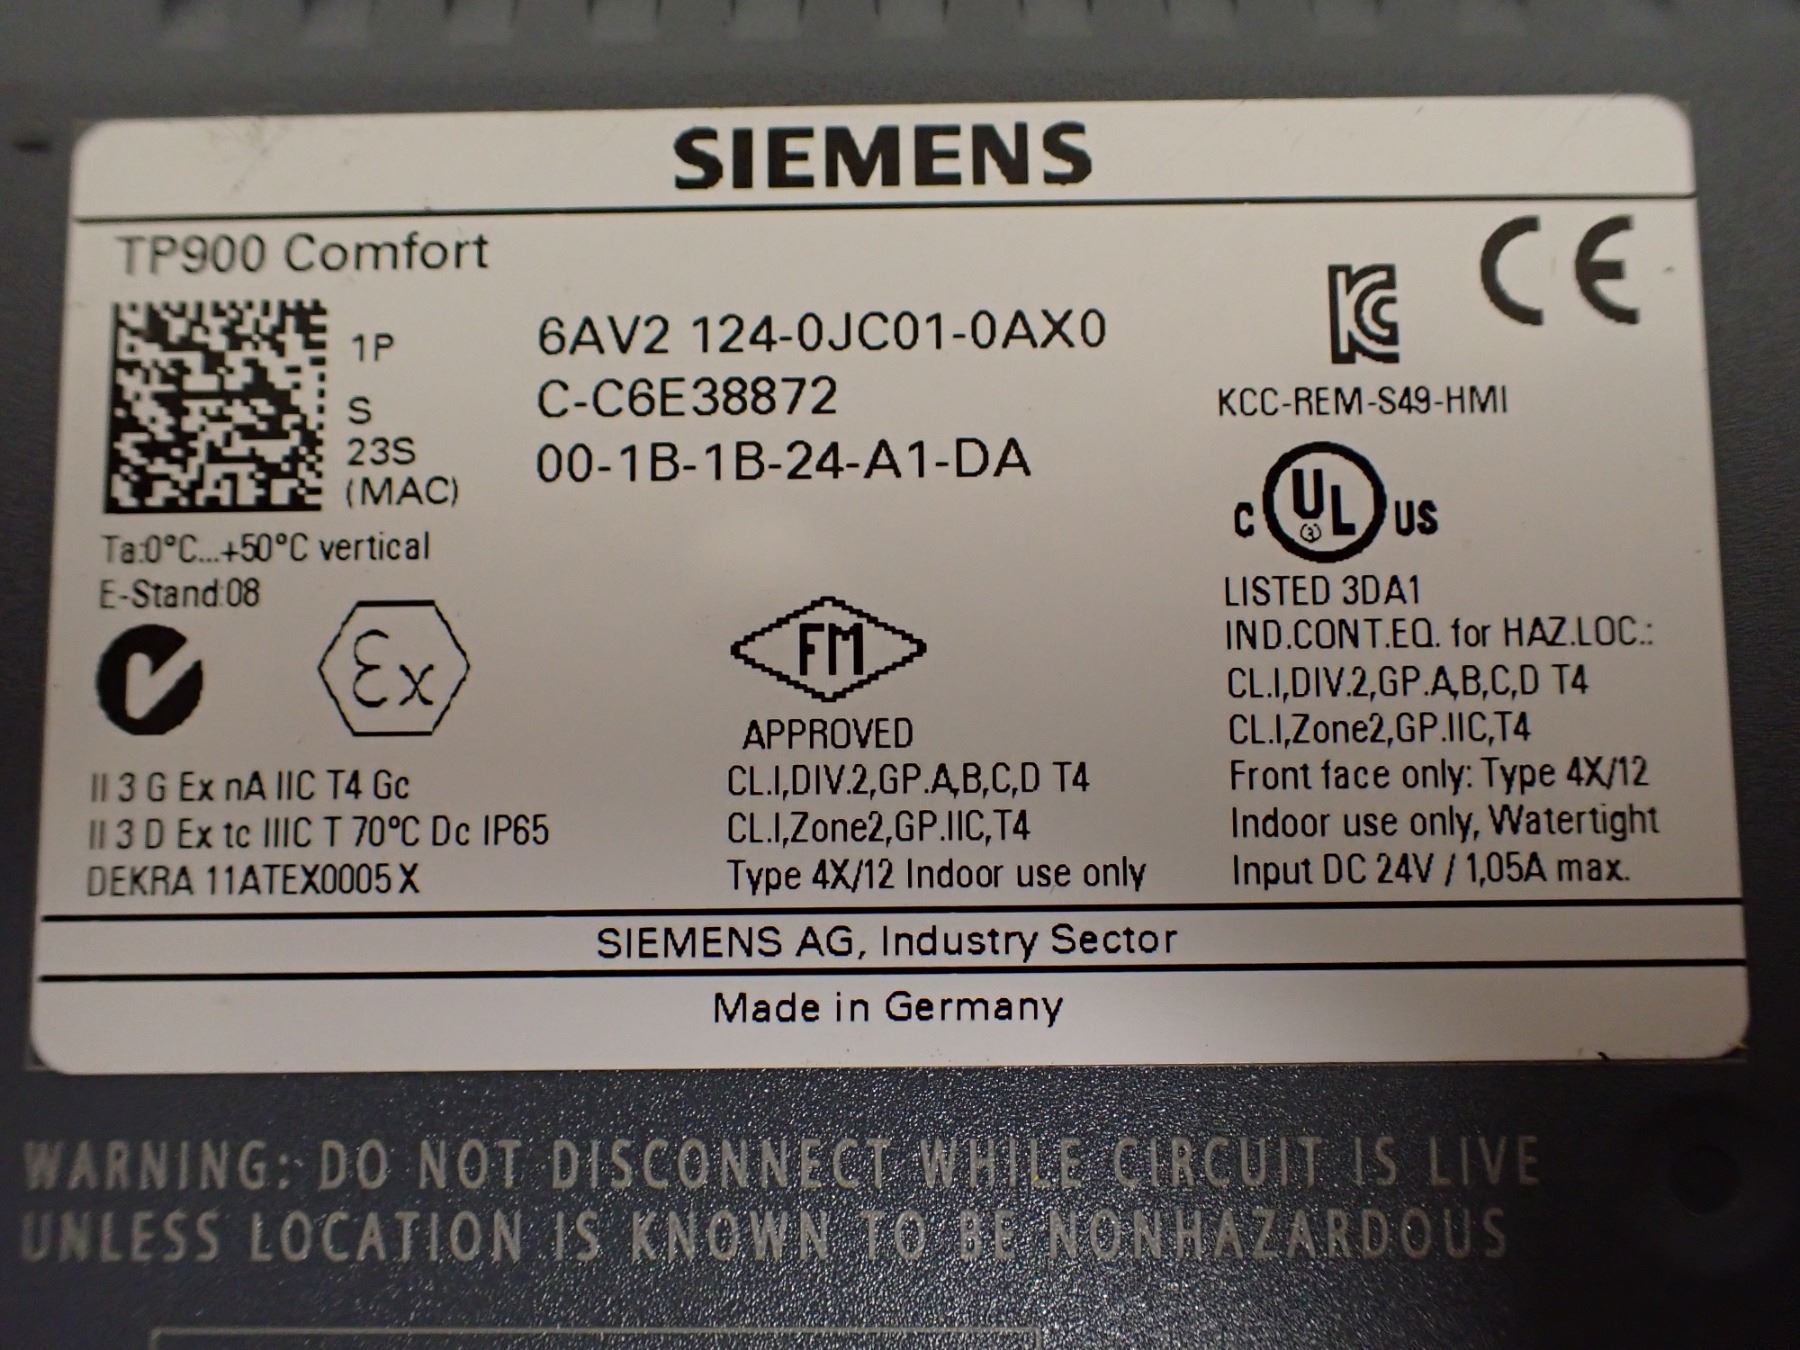 SIEMENS
TP900 Comfort
CE
1P 6AV2 124-0JC01-0AX0
S C-C6E38872
23S 00-1B-1B-24-A1-DA
(MAC)
KC
KCC-REM-S49-HMI
Ta:0°C...+50°C vertical
E-Stand:08
C UL US
LISTED 3DA1
IND.CONT.EQ. for HAZ.LOC.:
CL.I,DIV.2,GP.A,B,C,D T4
CL.I,Zone2,GP.IIC,T4
Front face only: Type 4X/12
Indoor use only, Watertight
Input DC 24V / 1,05A max.
Ex
II 3 G Ex nA IIC T4 Gc
II 3 D Ex tc IIIC T 70°C Dc IP65
DEKRA 11ATEX0005 X
FM
APPROVED
CL.I,DIV.2,GP.A,B,C,D T4
CL.I,Zone2,GP.IIC,T4
Type 4X/12 Indoor use only
SIEMENS AG, Industry Sector
Made in Germany
WARNING: DO NOT DISCONNECT WHILE CIRCUIT IS LIVE
UNLESS LOCATION IS KNOWN TO BE NONHAZARDOUS